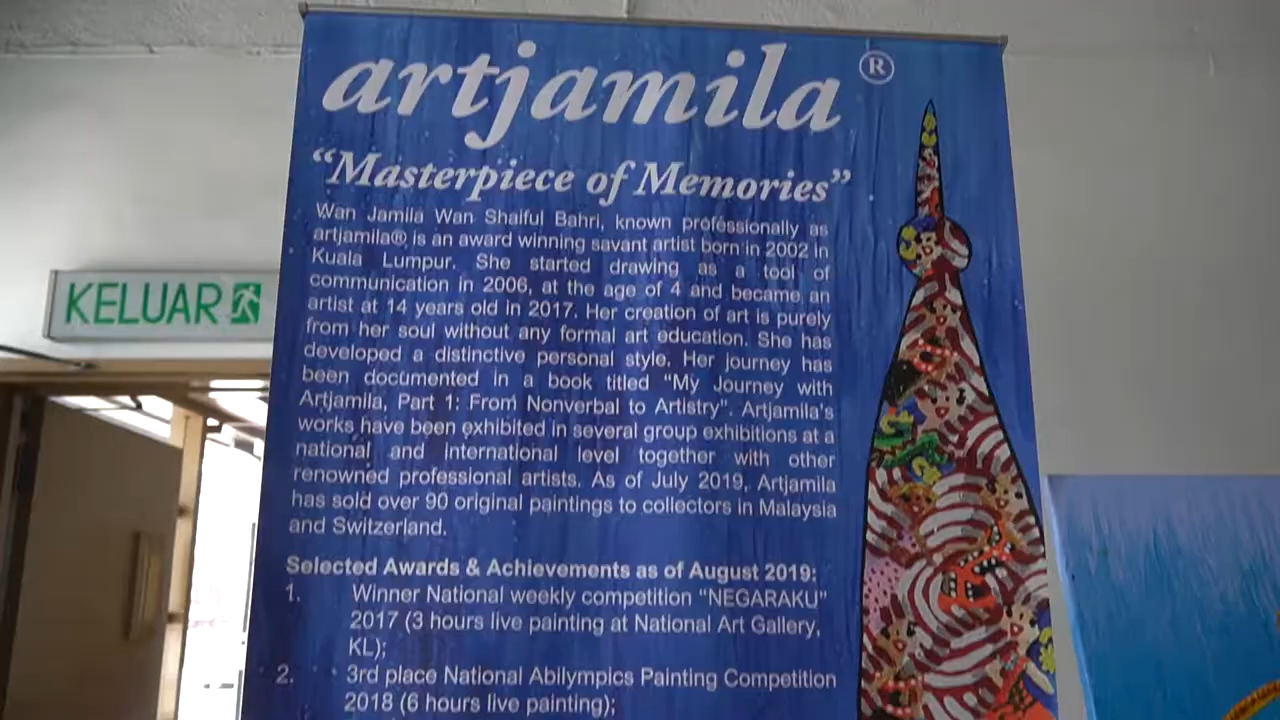 artjamila®
“Masterpiece of Memories”
Wan Jamila Wan Shaiful Bahri, known professionally as
artjamila® is an award winning savant artist born in 2002 in
Kuala Lumpur. She started drawing as a tool of
communication in 2006, at the age of 4 and became an
artist at 14 years old in 2017. Her creation of art is purely
from her soul without any formal art education. She has
developed a distinctive personal style. Her journey has
been documented in a book titled “My Journey with
Artjamila, Part 1: From Nonverbal to Artistry”. Artjamila's
works have been exhibited in several group exhibitions at a
national and international level together with other
renowned professional artists. As of July 2019, Artjamila
has sold over 90 original paintings to collectors in Malaysia
and Switzerland.
KELUAR
Selected Awards & Achievements as of August 2019:
1. Winner National weekly competition “NEGARAKU”
2017 (3 hours live painting at National Art Gallery,
KL);
2. 3rd place National Abilympics Painting Competition
2018 (6 hours live painting);